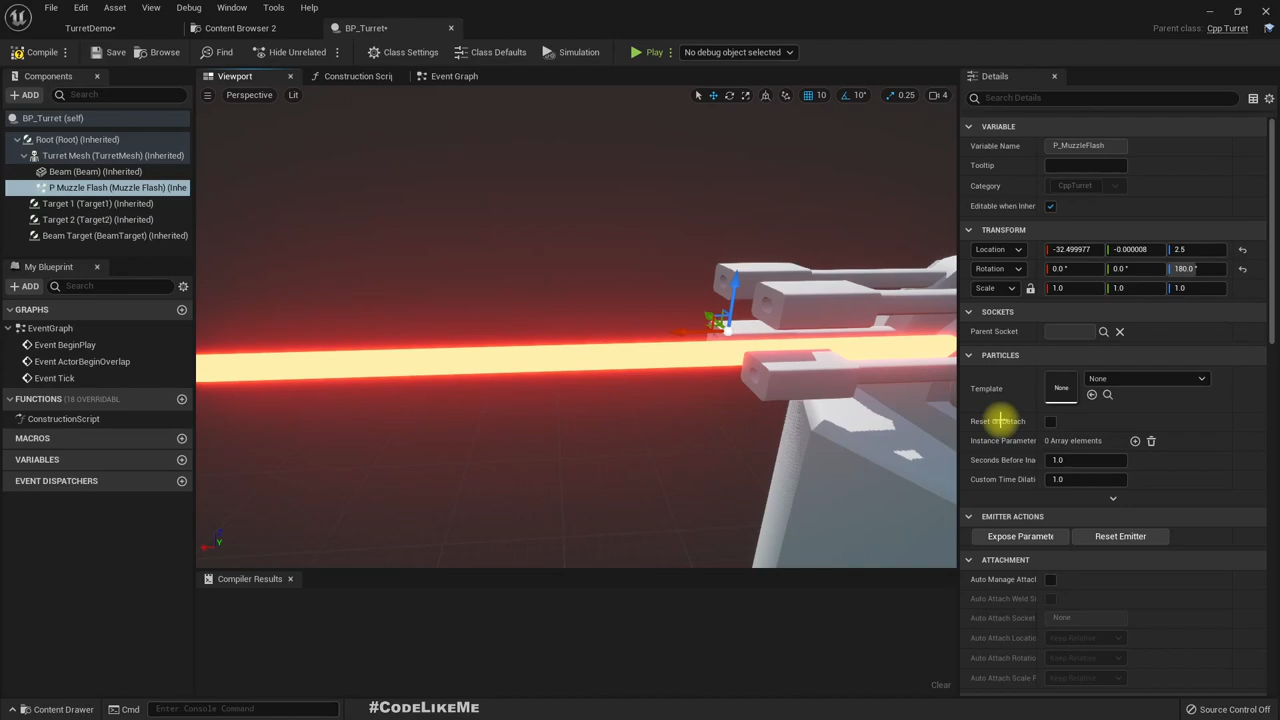 File Edit Asset View Debug Window Tools Help
TurretDemo* Content Browser 2 BP_Turret* Parent class: Cpp Turret
Compile Save Browse Find Hide Unrelated Class Settings Class Defaults Simulation Play No debug object selected
Components Viewport Construction Scrip Event Graph Details
ADD Search Perspective Lit 10 10° 0.25 4 Search Details
BP_Turret (self)
Root (Root) (Inherited)
Turret Mesh (TurretMesh) (Inherited)
Beam (Beam) (Inherited)
P Muzzle Flash (Muzzle Flash) (Inhe
Target 1 (Target1) (Inherited)
Target 2 (Target2) (Inherited)
Beam Target (BeamTarget) (Inherited)
My Blueprint
ADD Search
GRAPHS
EventGraph
Event BeginPlay
Event ActorBeginOverlap
Event Tick
FUNCTIONS (18 OVERRIDABL
ConstructionScript
MACROS
VARIABLES
EVENT DISPATCHERS
VARIABLE
Variable Name P_MuzzleFlash
Tooltip
Category CppTurret
Editable when Inher
TRANSFORM
Location -32.499977 -0.000008 2.5
Rotation 0.0 ° 0.0 ° 180.0 °
Scale 1.0 1.0 1.0
SOCKETS
Parent Socket
PARTICLES
Template None None
Reset on Detach
Instance Parameter 0 Array elements
Seconds Before Ina 1.0
Custom Time Dilati 1.0
EMITTER ACTIONS
Expose Paramete Reset Emitter
ATTACHMENT
Auto Manage Attacl
Auto Attach Weld Si
Auto Attach Socket None
Auto Attach Locatio Keep Relative
Auto Attach Rotatio Keep Relative
Auto Attach Scale F Keep Relative
Z
X
Y
Compiler Results
Clear
Content Drawer Cmd Enter Console Command #CodeLikeMe Source Control Off